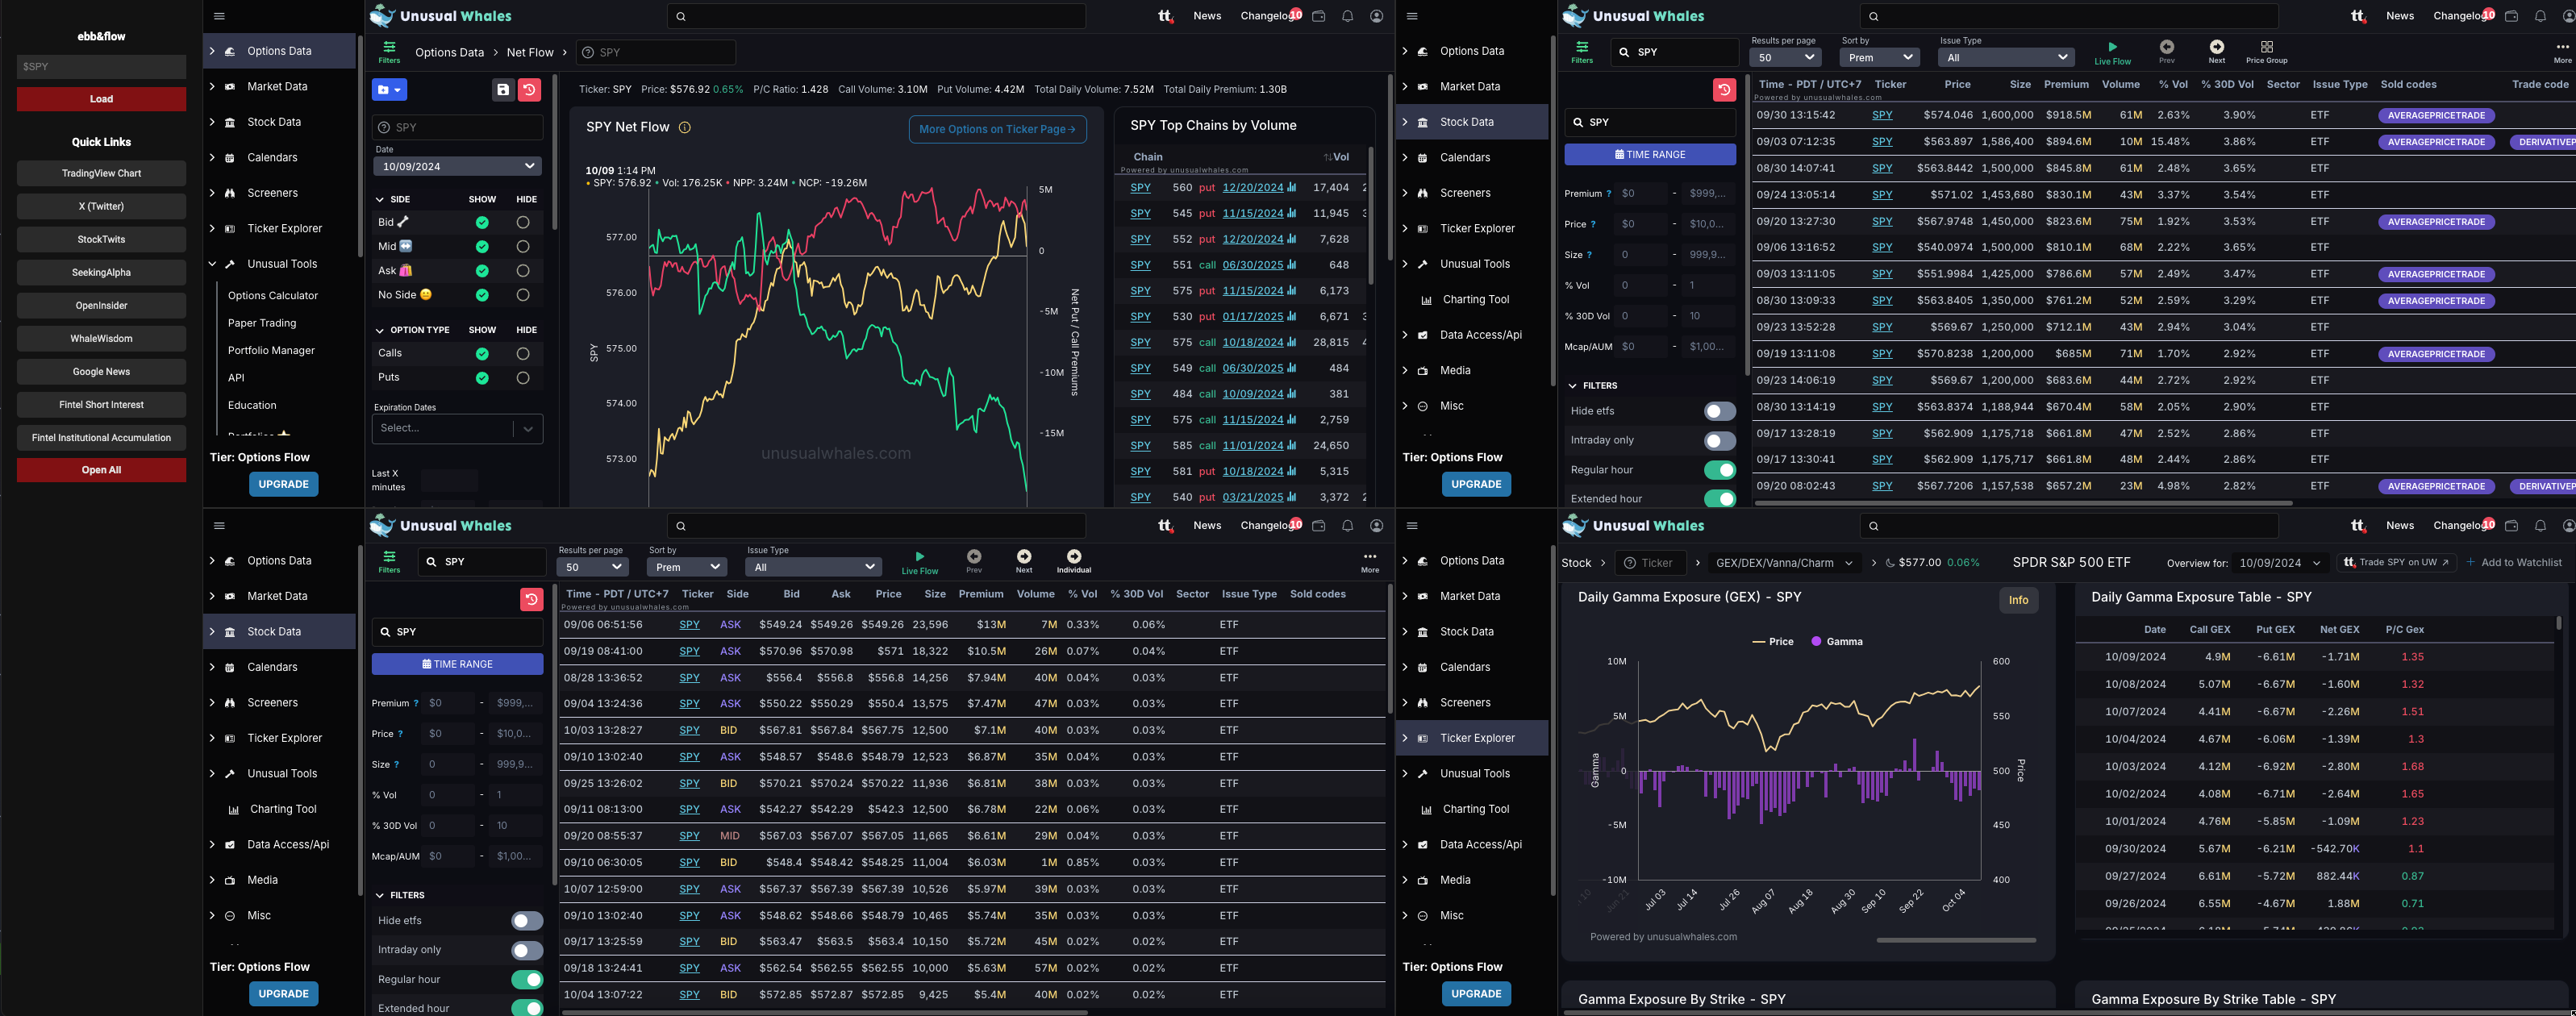 ebb&flow
$SPY
Load
Quick Links
TradingView Chart
X (Twitter)
StockTwits
SeekingAlpha
OpenInsider
WhaleWisdom
Google News
Fintel Short Interest
Fintel Institutional Accumulation
Open All
Options Data
Market Data
Stock Data
Calendars
Screeners
Ticker Explorer
Unusual Tools
Options Calculator
Paper Trading
Portfolio Manager
API
Education
Tier: Options Flow
UPGRADE
Unusual Whales
tt News Changelog 10
Filters
Options Data > Net Flow > SPY
SPY
Date
10/09/2024
SIDE SHOW HIDE
Bid
Mid
Ask
No Side
OPTION TYPE SHOW HIDE
Calls
Puts
Expiration Dates
Select...
Last X
minutes
Ticker: SPY Price: $576.92 0.65% P/C Ratio: 1.428 Call Volume: 3.10M Put Volume: 4.42M Total Daily Volume: 7.52M Total Daily Premium: 1.30B
SPY Net Flow
More Options on Ticker Page→
10/09 1:14 PM
• SPY: 576.92 • Vol: 176.25K • NPP: 3.24M • NCP: -19.26M
5M
577.00
0
576.00
-5M
575.00
-10M
574.00
-15M
573.00
SPY
Net Put / Call Premiums
unusualwhales.com
SPY Top Chains by Volume
Chain Vol
Powered by unusualwhales.com
SPY 560 put 12/20/2024 17,404
SPY 545 put 11/15/2024 11,945
SPY 552 put 12/20/2024 7,628
SPY 551 call 06/30/2025 648
SPY 575 put 11/15/2024 6,173
SPY 530 put 01/17/2025 6,671
SPY 575 call 10/18/2024 28,815
SPY 549 call 06/30/2025 484
SPY 484 call 10/09/2024 381
SPY 575 call 11/15/2024 2,759
SPY 585 call 11/01/2024 24,650
SPY 581 put 10/18/2024 5,315
SPY 540 put 03/21/2025 3,372
Options Data
Market Data
Stock Data
Calendars
Screeners
Ticker Explorer
Unusual Tools
Charting Tool
Data Access/Api
Media
Misc
Tier: Options Flow
UPGRADE
Unusual Whales
tt News Changelog 10
Filters
SPY
Results per page
50
Sort by
Prem
Issue Type
All
Live Flow
Prev
Next
Price Group
More
SPY
TIME RANGE
Premium ? $0 - $999,...
Price ? $0 - $10,0...
Size ? 0 - 999,9...
% Vol 0 - 1
% 30D Vol 0 - 10
Mcap/AUM $0 - $1,00...
FILTERS
Hide etfs
Intraday only
Regular hour
Extended hour
Time - PDT / UTC+7 Ticker Price Size Premium Volume % Vol % 30D Vol Sector Issue Type Sold codes Trade code
Powered by unusualwhales.com
09/30 13:15:42 SPY $574.046 1,600,000 $918.5M 61M 2.63% 3.90% ETF AVERAGEPRICETRADE
09/03 07:12:35 SPY $563.897 1,586,400 $894.6M 10M 15.48% 3.86% ETF AVERAGEPRICETRADE DERIVATIVEP
08/30 14:07:41 SPY $563.8442 1,500,000 $845.8M 61M 2.48% 3.65% ETF AVERAGEPRICETRADE
09/24 13:05:14 SPY $571.02 1,453,680 $830.1M 43M 3.37% 3.54% ETF
09/20 13:27:30 SPY $567.9748 1,450,000 $823.6M 75M 1.92% 3.53% ETF AVERAGEPRICETRADE
09/06 13:16:52 SPY $540.0974 1,500,000 $810.1M 68M 2.22% 3.65% ETF
09/03 13:11:05 SPY $551.9984 1,425,000 $786.6M 57M 2.49% 3.47% ETF AVERAGEPRICETRADE
08/30 13:09:33 SPY $563.8405 1,350,000 $761.2M 52M 2.59% 3.29% ETF AVERAGEPRICETRADE
09/23 13:52:28 SPY $569.67 1,250,000 $712.1M 43M 2.94% 3.04% ETF
09/19 13:11:08 SPY $570.8238 1,200,000 $685M 71M 1.70% 2.92% ETF AVERAGEPRICETRADE
09/23 14:06:19 SPY $569.67 1,200,000 $683.6M 44M 2.72% 2.92% ETF
08/30 13:14:19 SPY $563.8374 1,188,944 $670.4M 58M 2.05% 2.90% ETF
09/17 13:28:19 SPY $562.909 1,175,718 $661.8M 47M 2.52% 2.86% ETF
09/17 13:30:41 SPY $562.909 1,175,717 $661.8M 48M 2.44% 2.86% ETF
09/20 08:02:43 SPY $567.7206 1,157,538 $657.2M 23M 4.98% 2.82% ETF AVERAGEPRICETRADE DERIVATIVEP
Options Data
Market Data
Stock Data
Calendars
Screeners
Ticker Explorer
Unusual Tools
Charting Tool
Data Access/Api
Media
Misc
Tier: Options Flow
UPGRADE
Unusual Whales
tt News Changelog 10
Filters
SPY
Results per page
50
Sort by
Prem
Issue Type
All
Live Flow
Prev
Next
Individual
More
SPY
TIME RANGE
Premium ? $0 - $999,...
Price ? $0 - $10,0...
Size ? 0 - 999,9...
% Vol 0 - 1
% 30D Vol 0 - 10
Mcap/AUM $0 - $1,00...
FILTERS
Hide etfs
Intraday only
Regular hour
Extended hour
Time - PDT / UTC+7 Ticker Side Bid Ask Price Size Premium Volume % Vol % 30D Vol Sector Issue Type Sold codes
Powered by unusualwhales.com
09/06 06:51:56 SPY ASK $549.24 $549.26 $549.26 23,596 $13M 7M 0.33% 0.06% ETF
09/19 08:41:00 SPY ASK $570.96 $570.98 $571 18,322 $10.5M 26M 0.07% 0.04% ETF
08/28 13:36:52 SPY ASK $556.4 $556.8 $556.8 14,256 $7.94M 40M 0.04% 0.03% ETF
09/04 13:24:36 SPY ASK $550.22 $550.29 $550.4 13,575 $7.47M 47M 0.03% 0.03% ETF
10/03 13:28:27 SPY BID $567.81 $567.84 $567.75 12,500 $7.1M 40M 0.03% 0.03% ETF
09/10 13:02:40 SPY ASK $548.57 $548.6 $548.79 12,523 $6.87M 35M 0.04% 0.03% ETF
09/25 13:26:02 SPY BID $570.21 $570.24 $570.22 11,936 $6.81M 38M 0.03% 0.03% ETF
09/11 08:13:00 SPY ASK $542.27 $542.29 $542.3 12,500 $6.78M 22M 0.06% 0.03% ETF
09/20 08:55:37 SPY MID $567.03 $567.07 $567.05 11,665 $6.61M 29M 0.04% 0.03% ETF
09/10 06:30:05 SPY BID $548.4 $548.42 $548.25 11,004 $6.03M 1M 0.85% 0.03% ETF
10/07 12:59:00 SPY ASK $567.37 $567.39 $567.39 10,526 $5.97M 39M 0.03% 0.03% ETF
09/10 13:02:40 SPY ASK $548.62 $548.66 $548.79 10,465 $5.74M 35M 0.03% 0.03% ETF
09/17 13:25:59 SPY BID $563.47 $563.5 $563.4 10,150 $5.72M 45M 0.02% 0.02% ETF
09/18 13:24:41 SPY ASK $562.54 $562.55 $562.55 10,000 $5.63M 57M 0.02% 0.02% ETF
10/04 13:07:22 SPY BID $572.85 $572.87 $572.85 9,425 $5.4M 40M 0.02% 0.02% ETF
Options Data
Market Data
Stock Data
Calendars
Screeners
Ticker Explorer
Unusual Tools
Charting Tool
Data Access/Api
Media
Misc
Tier: Options Flow
UPGRADE
Unusual Whales
tt News Changelog 10
Stock > Ticker > GEX/DEX/Vanna/Charm > $577.00 0.06% SPDR S&P 500 ETF Overview for: 10/09/2024 tt Trade SPY on UW + Add to Watchlist
Daily Gamma Exposure (GEX) - SPY
Info
Price Gamma
10M 600
5M 550
0 500
-5M 450
-10M 400
Gamma
Price
Jul 03 Jul 14 Jul 26 Aug 07 Aug 18 Aug 30 Sep 10 Sep 22 Oct 04
Powered by unusualwhales.com
Daily Gamma Exposure Table - SPY
Date Call GEX Put GEX Net GEX P/C Gex
10/09/2024 4.9M -6.61M -1.71M 1.35
10/08/2024 5.07M -6.67M -1.60M 1.32
10/07/2024 4.41M -6.67M -2.26M 1.51
10/04/2024 4.67M -6.06M -1.39M 1.3
10/03/2024 4.12M -6.92M -2.80M 1.68
10/02/2024 4.08M -6.71M -2.64M 1.65
10/01/2024 4.76M -5.85M -1.09M 1.23
09/30/2024 5.67M -6.21M -542.70K 1.1
09/27/2024 6.61M -5.72M 882.44K 0.87
09/26/2024 6.55M -4.67M 1.88M 0.71
Gamma Exposure By Strike - SPY
Gamma Exposure By Strike Table - SPY